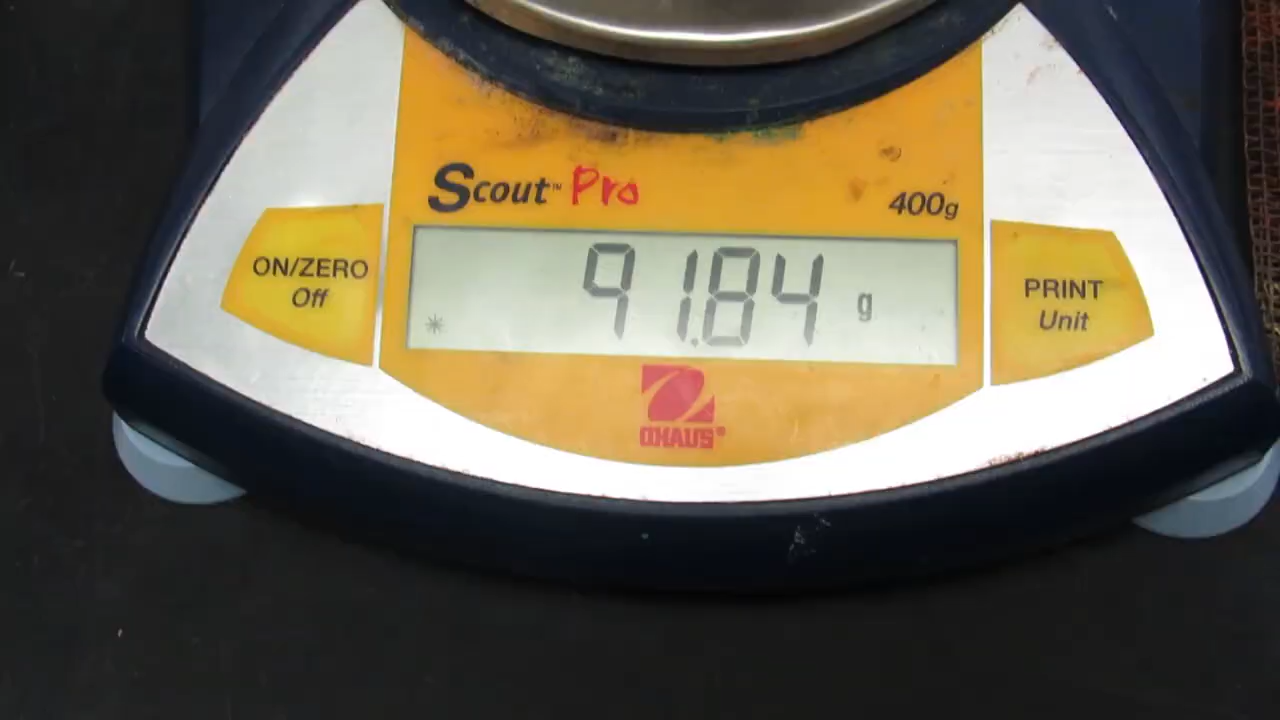 Scout™ Pro
400g
ON/ZERO
Off
91.84 g
PRINT
Unit
OHAUS®